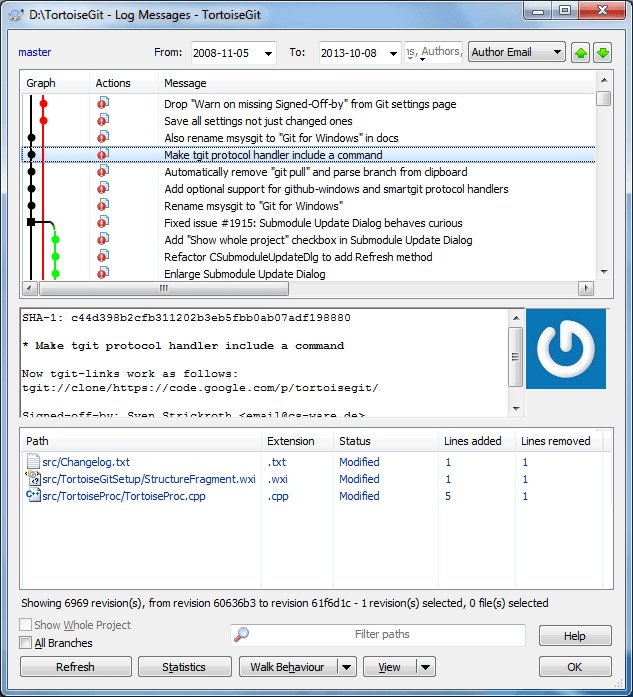 D:\TortoiseGit - Log Messages - TortoiseGit
master From: 2008-11-05 To: 2013-10-08 Authors, Author Email
Graph Actions Message
Drop "Warn on missing Signed-Off-by" from Git settings page
Save all settings not just changed ones
Also rename msysgit to "Git for Windows" in docs
Make tgit protocol handler include a command
Automatically remove "git pull" and parse branch from clipboard
Add optional support for github-windows and smartgit protocol handlers
Rename msysgit to "Git for Windows"
Fixed issue #1915: Submodule Update Dialog behaves curious
Add "Show whole project" checkbox in Submodule Update Dialog
Refactor CSubmoduleUpdateDlg to add Refresh method
Enlarge Submodule Update Dialog
SHA-1: c44d398b2cfb311202b3eb5fbb0ab07adf198880
* Make tgit protocol handler include a command
Now tgit-links work as follows:
tgit://clone/https://code.google.com/p/tortoisegit/
Signed-off-by: Sven Strickroth <email@cs-ware.de>
Path Extension Status Lines added Lines removed
src/Changelog.txt .txt Modified 1 1
src/TortoiseGitSetup/StructureFragment.wxi .wxi Modified 1 1
src/TortoiseProc/TortoiseProc.cpp .cpp Modified 5 1
Showing 6969 revision(s), from revision 60636b3 to revision 61f6d1c - 1 revision(s) selected, 0 file(s) selected
Show Whole Project
All Branches
Filter paths
Help
Refresh Statistics Walk Behaviour View OK